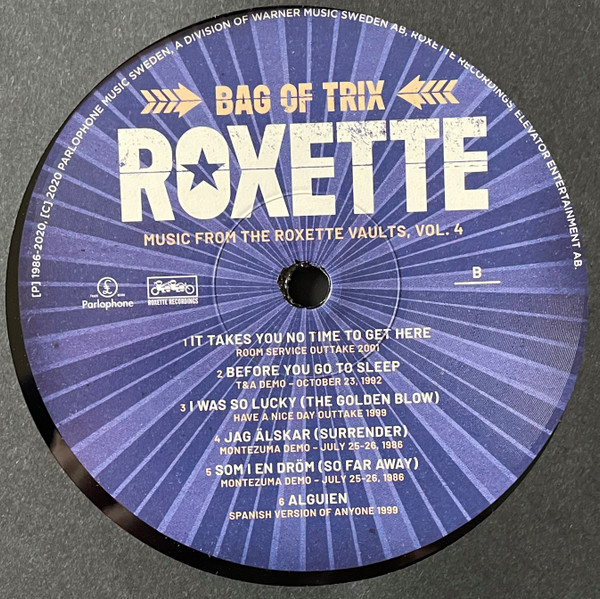 [P] 1986-2020, [C] 2020 PARLOPHONE MUSIC SWEDEN, A DIVISION OF WARNER MUSIC SWEDEN AB, ROXETTE RECORDINGS, ELEVATOR ENTERTAINMENT AB.
BAG OF TRIX
ROXETTE
MUSIC FROM THE ROXETTE VAULTS, VOL. 4
Parlophone
ROXETTE RECORDINGS
B
1 IT TAKES YOU NO TIME TO GET HERE
ROOM SERVICE OUTTAKE 2001
2 BEFORE YOU GO TO SLEEP
T&A DEMO – OCTOBER 23, 1992
3 I WAS SO LUCKY (THE GOLDEN BLOW)
HAVE A NICE DAY OUTTAKE 1999
4 JAG ÄLSKAR (SURRENDER)
MONTEZUMA DEMO – JULY 25-26, 1986
5 SOM I EN DRÖM (SO FAR AWAY)
MONTEZUMA DEMO – JULY 25-26, 1986
6 ALGUIEN
SPANISH VERSION OF ANYONE 1999